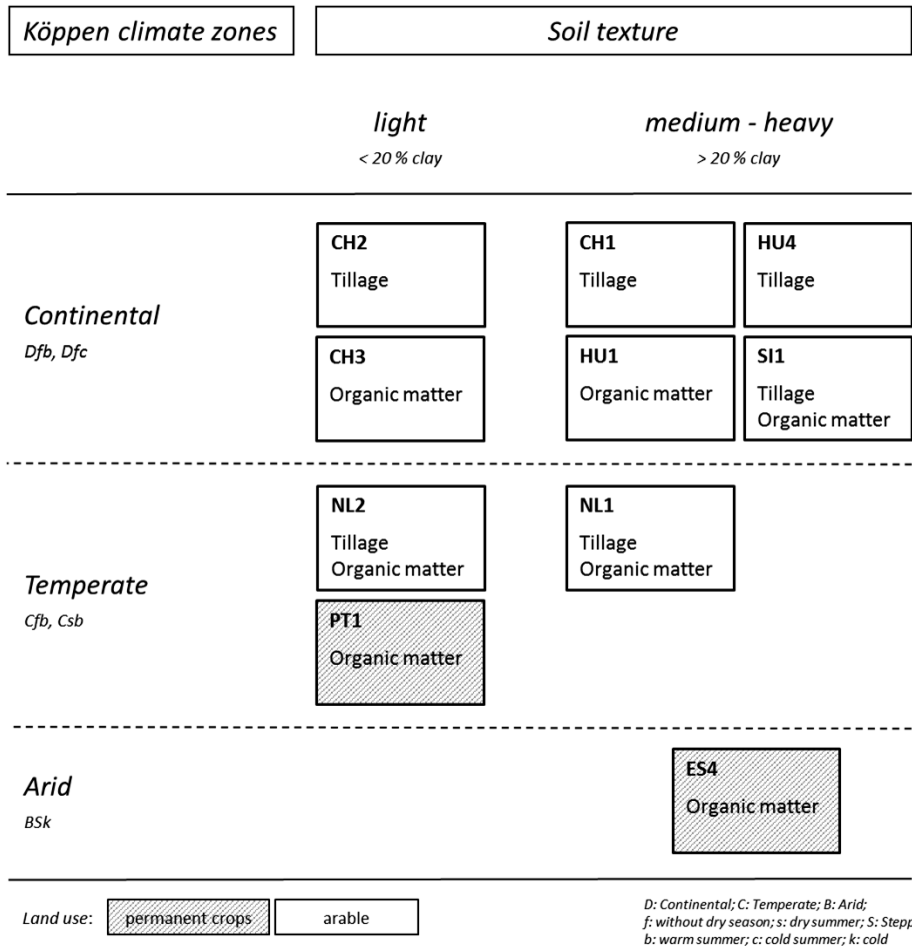 Köppen climate zones
Soil texture
light
medium - heavy
< 20 % clay
> 20 % clay
Continental
Dfb, Dfc
CH2
Tillage
CH1
Tillage
HU4
Tillage
CH3
Organic matter
HU1
Organic matter
SI1
Tillage
Organic matter
Temperate
Cfb, Csb
NL2
Tillage
Organic matter
NL1
Tillage
Organic matter
PT1
Organic matter
Arid
BSk
ES4
Organic matter
Land use:
permanent crops
arable
D: Continental; C: Temperate; B: Arid;
f: without dry season; s: dry summer; S: Stepp
b: warm summer; c: cold summer; k: cold